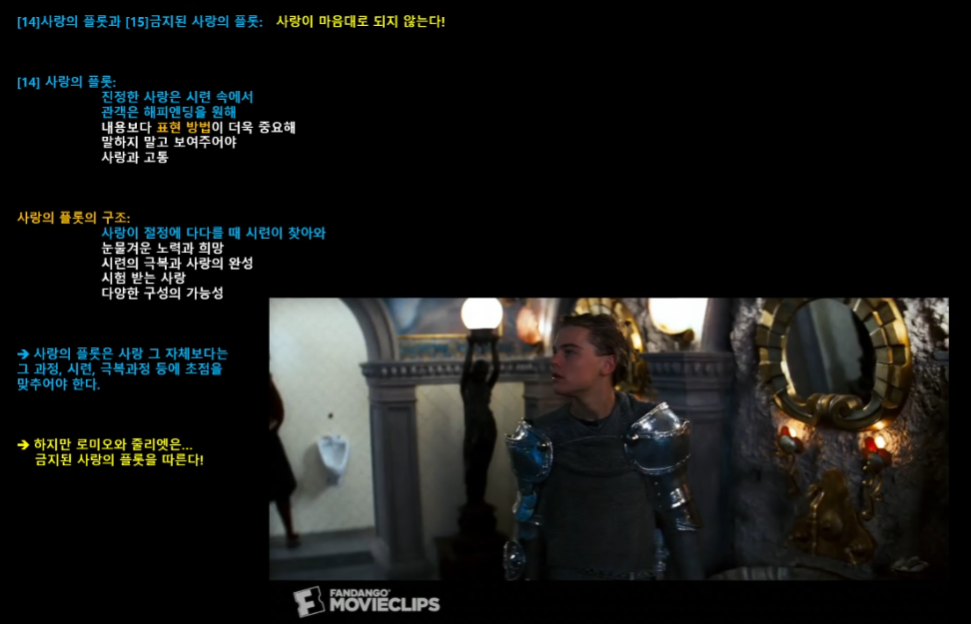 [14]사랑의 플롯과 [15]금지된 사랑의 플롯: 사랑이 마음대로 되지 않는다!
[14] 사랑의 플롯:
진정한 사랑은 시련 속에서
관객은 해피엔딩을 원해
내용보다 표현 방법이 더욱 중요해
말하지 말고 보여주어야
사랑과 고통
사랑의 플롯의 구조:
사랑이 절정에 다다를 때 시련이 찾아와
눈물겨운 노력과 희망
시련의 극복과 사랑의 완성
시험 받는 사랑
다양한 구성의 가능성
➔ 사랑의 플롯은 사랑 그 자체보다는
그 과정, 시련, 극복과정 등에 초점을
맞추어야 한다.
➔ 하지만 로미오와 줄리엣은...
금지된 사랑의 플롯을 따른다!
FANDANGO
MOVIECLIPS